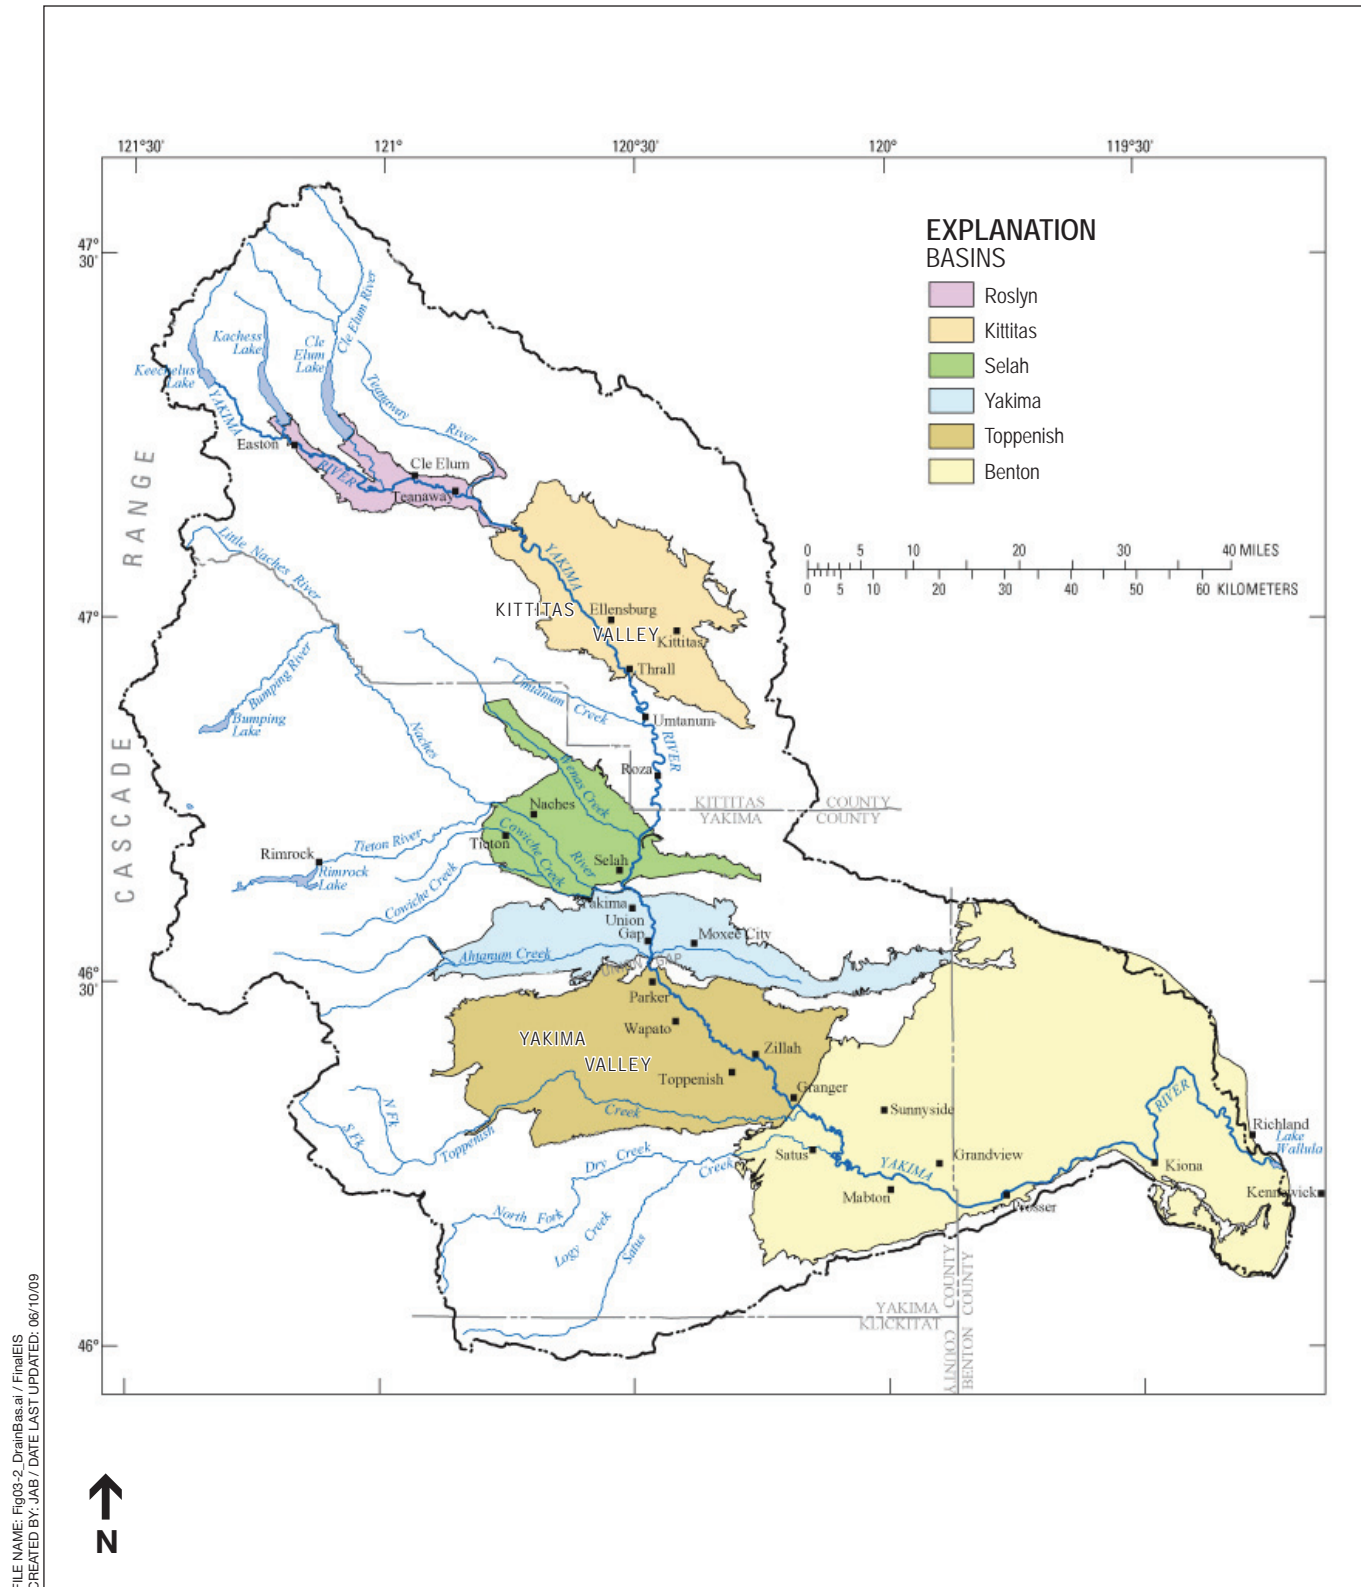 121°30'
121°
120°30'
120°
119°30'
47°
30'
47°
46°
30'
46°
EXPLANATION
BASINS
Roslyn
Kittitas
Selah
Yakima
Toppenish
Benton
0 5 10 20 30 40 MILES
0 5 10 20 30 40 50 60 KILOMETERS
CASCADE RANGE
Cle Elum River
Kachess
Lake
Cle
Elum
Lake
Keechelus
Lake
YAKIMA
RIVER
Teanaway
River
Easton
Cle Elum
Teanaway
Little Naches River
YAKIMA
KITTITAS
VALLEY
Ellensburg
Kittitas
Thrall
Bumping River
Bumping
Lake
Umtanum
Creek
Umtanum
Naches
RIVER
Roza
Wenas Creek
KITTITAS COUNTY
YAKIMA COUNTY
Naches
River
Tieton River
Tieton
Cowiche Creek
Rimrock
Rimrock
Lake
Selah
Cowiche Creek
Yakima
Union
Gap
Moxee City
Ahtanum Creek
UNION GAP
Parker
Wapato
YAKIMA
VALLEY
Zillah
Toppenish
Granger
Sunnyside
N Fk
S Fk
Toppenish
Creek
RIVER
Richland
Lake
Wallula
Satus
Dry Creek
Creek
YAKIMA
Grandview
Kiona
Mabton
Prosser
Kennewick
North Fork
Logy Creek
Satus
YAKIMA COUNTY
KLICKITAT COUNTY
BENTON COUNTY
N
FILE NAME: Fig03-2_DrainBas.ai / FinalEIS
CREATED BY: JAB / DATE LAST UPDATED: 06/10/09